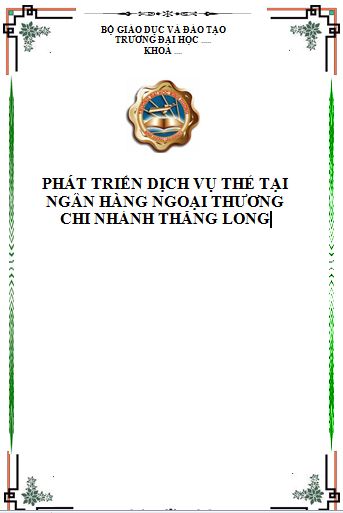 BỘ GIÁO DỤC VÀ ĐÀO TẠO
TRƯỜNG ĐẠI HỌC .....
KHOA ....
PHÁT TRIỂN DỊCH VỤ THẺ TẠI
NGÂN HÀNG NGOẠI THƯƠNG
CHI NHÁNH THĂNG LONG